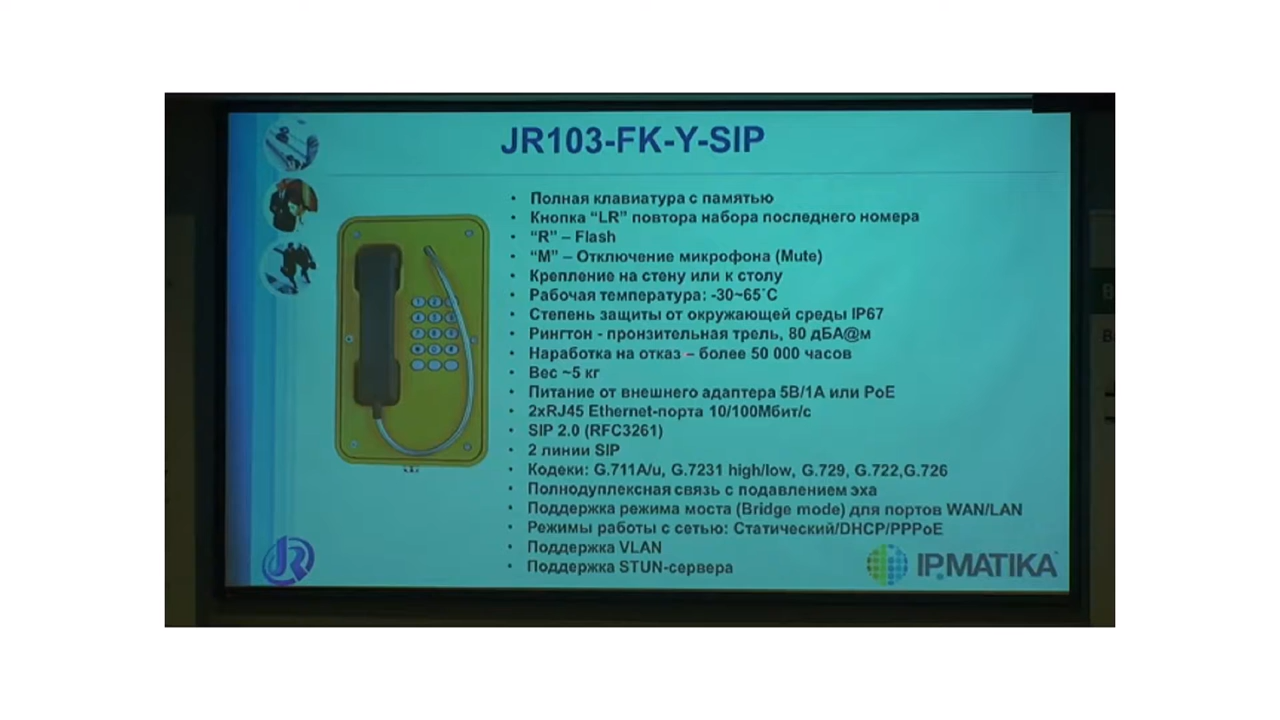 JR103-FK-Y-SIP
• Полная клавиатура с памятью
• Кнопка “LR” повтора набора последнего номера
• “R” – Flash
• “M” – Отключение микрофона (Mute)
• Крепление на стену или к столу
• Рабочая температура: -30~65˚C
• Степень защиты от окружающей среды IP67
• Рингтон - пронзительная трель, 80 дБА@м
• Наработка на отказ – более 50 000 часов
• Вес ~5 кг
• Питание от внешнего адаптера 5В/1А или PoE
• 2xRJ45 Ethernet-порта 10/100Мбит/с
• SIP 2.0 (RFC3261)
• 2 линии SIP
• Кодеки: G.711A/u, G.7231 high/low, G.729, G.722,G.726
• Полнодуплексная связь с подавлением эха
• Поддержка режима моста (Bridge mode) для портов WAN/LAN
• Режимы работы с сетью: Статический/DHCP/PPPoE
• Поддержка VLAN
• Поддержка STUN-сервера
JR
IPMATIKA